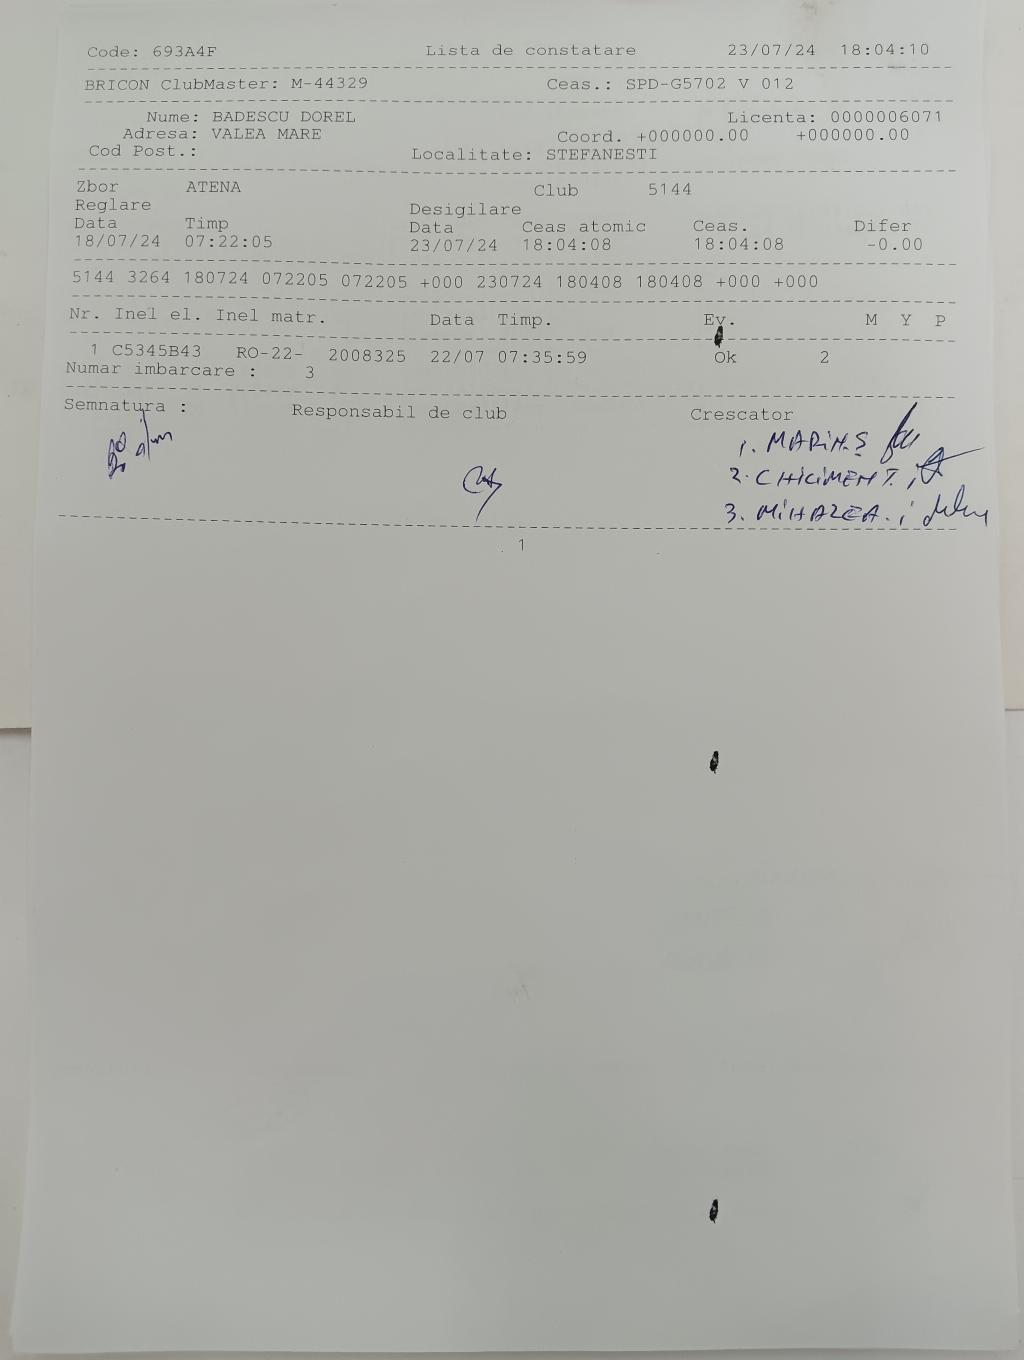 Code: 693A4F Lista de constatare 23/07/24 18:04:10
BRICON ClubMaster: M-44329 Ceas.: SPD-G5702 V 012
Nume: BADESCU DOREL Licenta: 0000006071
Adresa: VALEA MARE Coord. +000000.00 +000000.00
Cod Post.: Localitate: STEFANESTI
Zbor ATENA Club 5144
Reglare Desigilare
Data Timp Data Ceas atomic Ceas. Difer
18/07/24 07:22:05 23/07/24 18:04:08 18:04:08 -0.00
5144 3264 180724 072205 072205 +000 230724 180408 180408 +000 +000
Nr. Inel el. Inel matr. Data Timp. Ev. M Y P
1 C5345B43 RO-22- 2008325 22/07 07:35:59 Ok 2
Numar imbarcare : 3
Semnatura : Responsabil de club Crescator
1. MARIN.Ş
2. CHICIMENT.
3. MIHALEA.
1